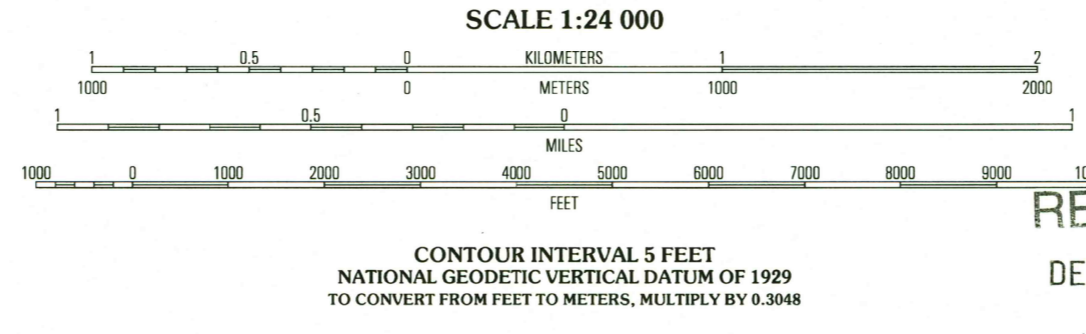 SCALE 1:24 000
1 0.5 0 KILOMETERS 1 2
1000 0 METERS 1000 2000
1 0.5 0 1
MILES
1000 0 1000 2000 3000 4000 5000 6000 7000 8000 9000
FEET
CONTOUR INTERVAL 5 FEET
NATIONAL GEODETIC VERTICAL DATUM OF 1929
TO CONVERT FROM FEET TO METERS, MULTIPLY BY 0.3048